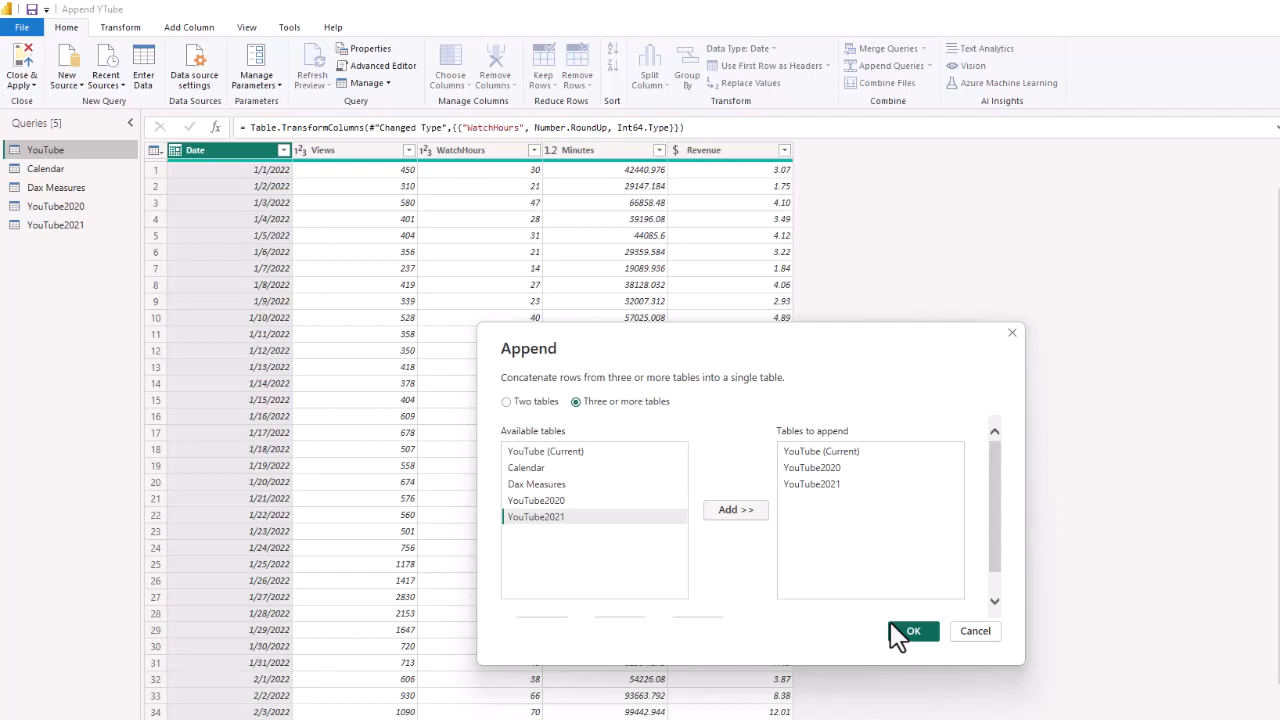 Append YTube
File Home Transform Add Column View Tools Help
Close & Apply
New Source
Recent Sources
Enter Data
Data source settings
Manage Parameters
Refresh Preview
Properties
Advanced Editor
Manage
Choose Columns
Remove Columns
Keep Rows
Remove Rows
Split Column
Group By
Data Type: Date
Use First Row as Headers
Replace Values
Merge Queries
Append Queries
Combine Files
Text Analytics
Vision
Azure Machine Learning
Close New Query Data Sources Parameters Query Manage Columns Reduce Rows Sort Transform Combine AI Insights
Queries [5]
YouTube
Calendar
Dax Measures
YouTube2020
YouTube2021
fx = Table.TransformColumns(#"Changed Type",{{"WatchHours", Number.RoundUp, Int64.Type}})
Date 1²3 Views 1²3 WatchHours 1.2 Minutes $ Revenue
1 1/1/2022 450 30 42440.976 3.07
2 1/2/2022 310 21 29147.184 1.75
3 1/3/2022 580 47 66858.48 4.10
4 1/4/2022 401 28 39196.08 3.49
5 1/5/2022 404 31 44085.6 4.12
6 1/6/2022 356 21 29359.584 3.22
7 1/7/2022 237 14 19089.936 1.84
8 1/8/2022 419 27 38128.032 4.06
9 1/9/2022 339 23 32007.312 2.93
10 1/10/2022 528 40 57025.008 4.89
11 1/11/2022 358
12 1/12/2022 350
13 1/13/2022 418
14 1/14/2022 378
15 1/15/2022 404
16 1/16/2022 609
17 1/17/2022 678
18 1/18/2022 507
19 1/19/2022 558
20 1/20/2022 674
21 1/21/2022 576
22 1/22/2022 560
23 1/23/2022 501
24 1/24/2022 756
25 1/25/2022 1178
26 1/26/2022 1417
27 1/27/2022 2830
28 1/28/2022 2153
29 1/29/2022 1647
30 1/30/2022 720
31 1/31/2022 713
32 2/1/2022 606 38 54226.08 3.87
33 2/2/2022 930 66 93663.792 8.38
34 2/3/2022 1090 70 99442.944 12.01
Append
Concatenate rows from three or more tables into a single table.
Two tables Three or more tables
Available tables
YouTube (Current)
Calendar
Dax Measures
YouTube2020
YouTube2021
Add >>
Tables to append
YouTube (Current)
YouTube2020
YouTube2021
OK Cancel